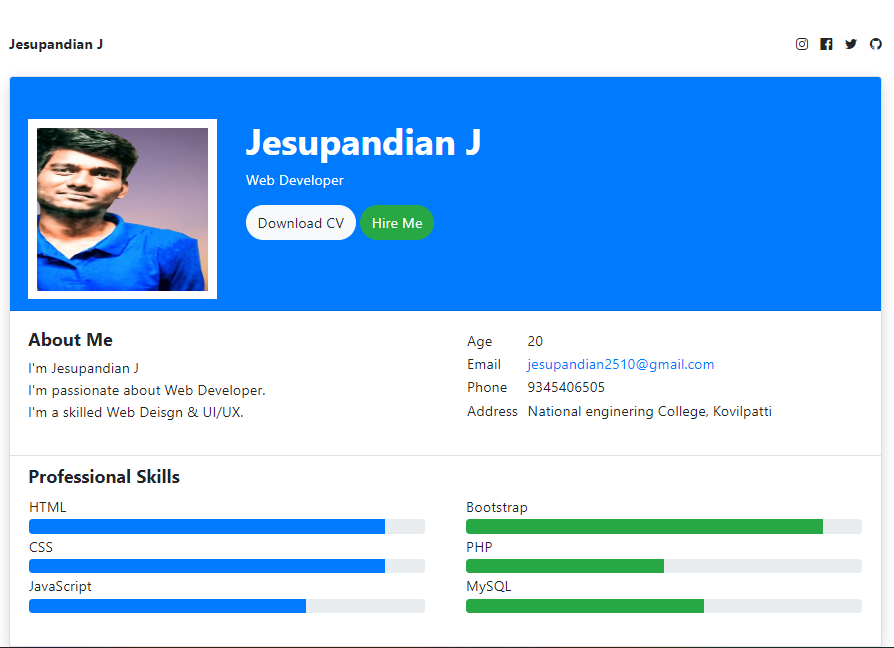 Jesupandian J
Jesupandian J
Web Developer
Download CV
Hire Me
About Me
I'm Jesupandian J
I'm passionate about Web Developer.
I'm a skilled Web Deisgn & UI/UX.
Age 20
Email jesupandian2510@gmail.com
Phone 9345406505
Address National enginering College, Kovilpatti
Professional Skills
HTML
CSS
JavaScript
Bootstrap
PHP
MySQL